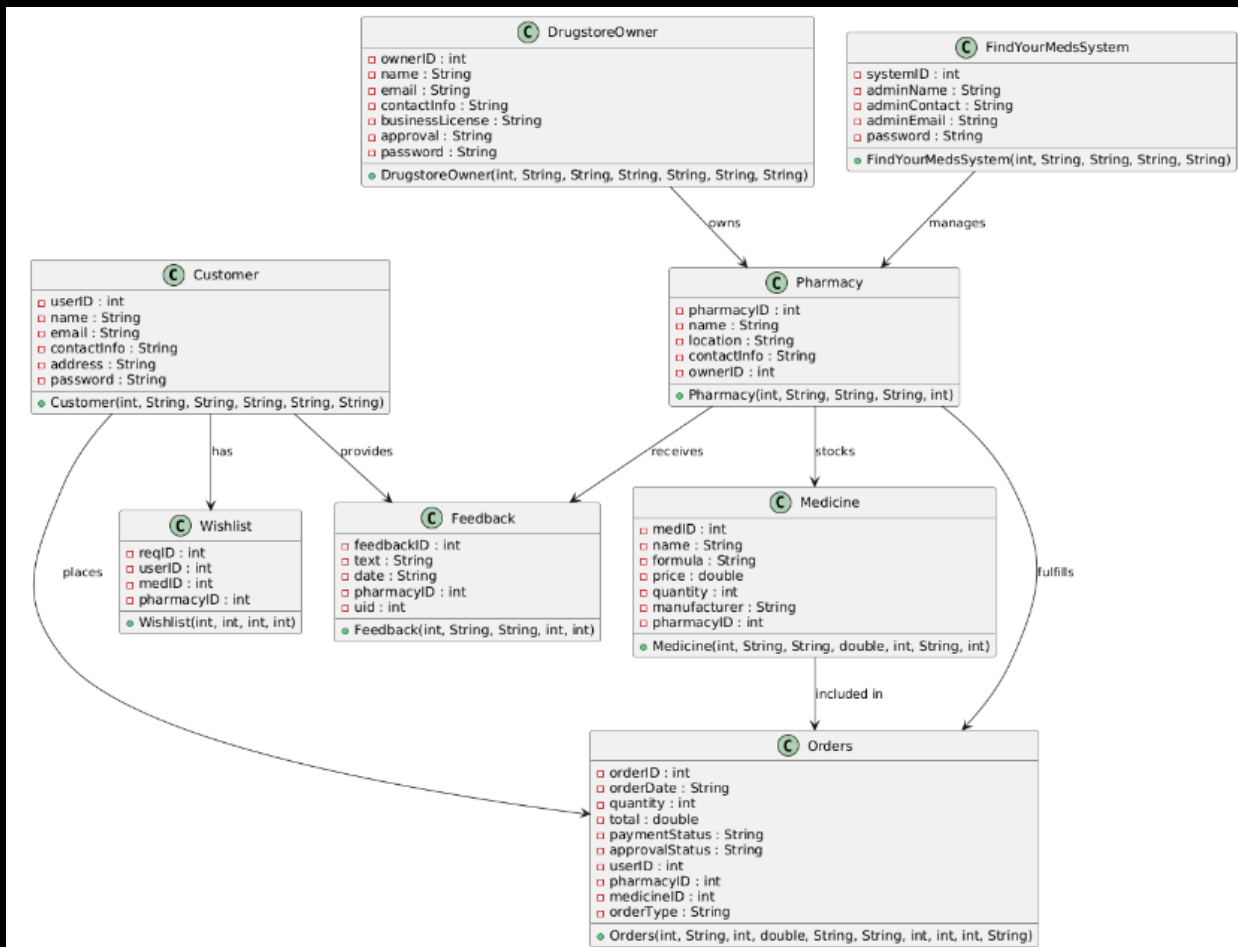 C DrugstoreOwner
ownerID : int
name : String
email : String
contactInfo : String
businessLicense : String
approval : String
password : String
DrugstoreOwner(int, String, String, String, String, String, String)
C FindYourMedsSystem
systemID : int
adminName : String
adminContact : String
adminEmail : String
password : String
FindYourMedsSystem(int, String, String, String, String)
owns
manages
C Customer
userID : int
name : String
email : String
contactInfo : String
address : String
password : String
Customer(int, String, String, String, String, String)
C Pharmacy
pharmacyID : int
name : String
location : String
contactInfo : String
ownerID : int
Pharmacy(int, String, String, String, int)
has
provides
receives
stocks
places
fulfills
C Wishlist
reqID : int
userID : int
medID : int
pharmacyID : int
Wishlist(int, int, int, int)
C Feedback
feedbackID : int
text : String
date : String
pharmacyID : int
uid : int
Feedback(int, String, String, int, int)
C Medicine
medID : int
name : String
formula : String
price : double
quantity : int
manufacturer : String
pharmacyID : int
Medicine(int, String, String, double, int, String, int)
included in
C Orders
orderID : int
orderDate : String
quantity : int
total : double
paymentStatus : String
approvalStatus : String
userID : int
pharmacyID : int
medicineID : int
orderType : String
Orders(int, String, int, double, String, String, int, int, int, String)